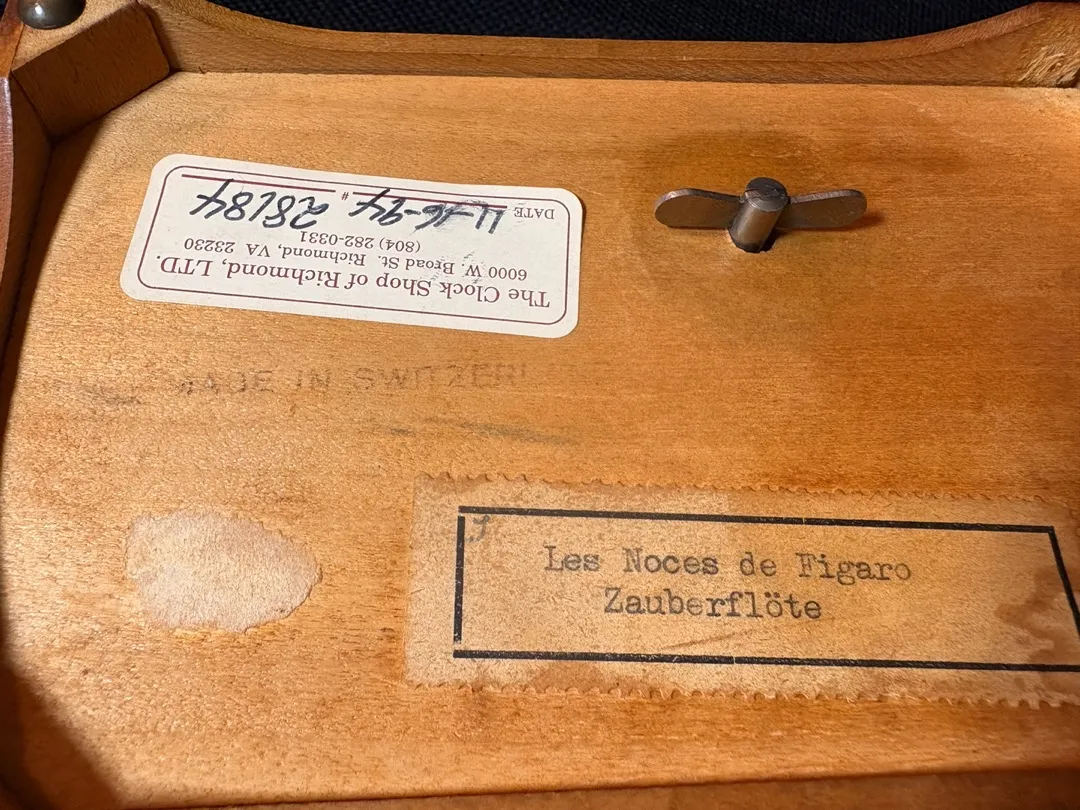 The Clock Shop of Richmond, LTD.
6000 W. Broad St. Richmond, VA 23230
(804) 282-0331
DATE 11-16-94 # 28184
MADE IN SWITZER
Les Noces de Figaro
Zauberflöte